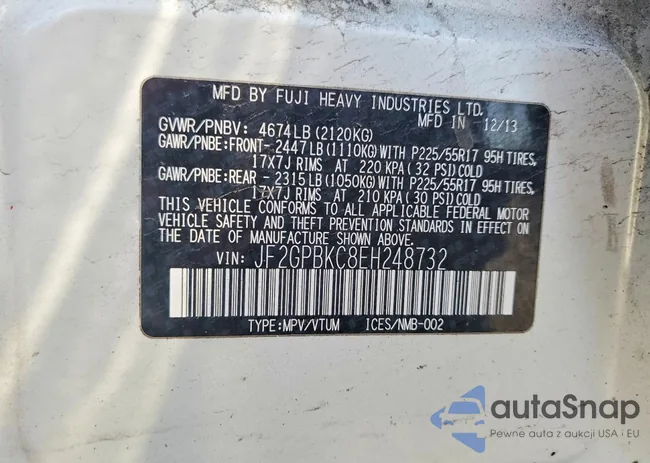 MFD BY FUJI HEAVY INDUSTRIES LTD.
MFD IN 12/13
GVWR/PNBV: 4674LB(2120KG)
GAWR/PNBE:FRONT-2447LB(1110KG)WITH P225/55R17 95H TIRES,
17X7J RIMS AT 220 KPA(32 PSI)COLD
GAWR/PNBE:REAR -2315LB(1050KG)WITH P225/55R17 95H TIRES,
17X7J RIMS AT 210 KPA(30 PSI)COLD
THIS VEHICLE CONFORMS TO ALL APPLICABLE FEDERAL MOTOR
VEHICLE SAFETY AND THEFT PREVENTION STANDARDS IN EFFECT ON
THE DATE OF MANUFACTURE SHOWN ABOVE.
VIN: JF2GPBKC8EH248732
TYPE:MPV/VTUM ICES/NMB-002
autaSnap
Pewne auta z aukcji USA i EU